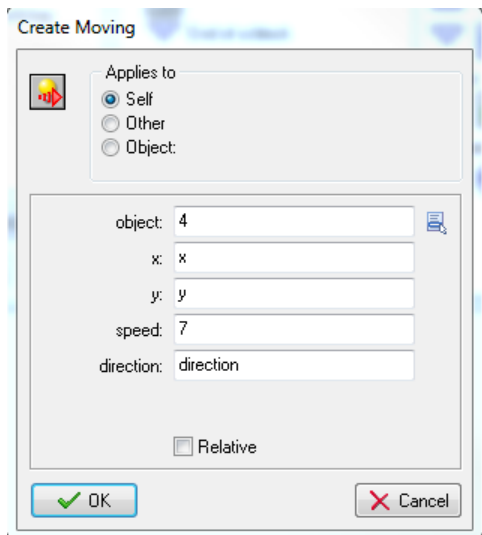 Create Moving
Applies to
Self
Other
Object:
object: 4
x: x
y: y
speed: 7
direction: direction
Relative
OK
Cancel